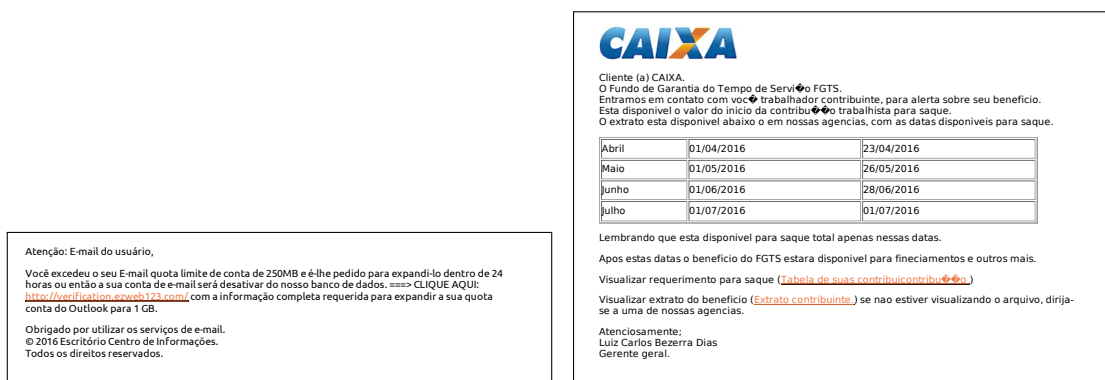 Atenção: E-mail do usuário,
Você excedeu o seu E-mail quota limite de conta de 250MB e é-lhe pedido para expandi-lo dentro de 24
horas ou então a sua conta de e-mail será desativar do nosso banco de dados. ===> CLIQUE AQUI:
http://verification.ezweb123.com/ com a informação completa requerida para expandir a sua quota
conta do Outlook para 1 GB.
Obrigado por utilizar os serviços de e-mail.
© 2016 Escritório Centro de Informações.
Todos os direitos reservados.
CAIXA
Cliente (a) CAIXA.
O Fundo de Garantia do Tempo de Servi�o FGTS.
Entramos em contato com voc� trabalhador contribuinte, para alerta sobre seu beneficio.
Esta disponivel o valor do inicio da contribu��o trabalhista para saque.
O extrato esta disponivel abaixo o em nossas agencias, com as datas disponiveis para saque.
Abril 01/04/2016 23/04/2016
Maio 01/05/2016 26/05/2016
Junho 01/06/2016 28/06/2016
Julho 01/07/2016 01/07/2016
Lembrando que esta disponivel para saque total apenas nessas datas.
Apos estas datas o beneficio do FGTS estara disponivel para fineciamentos e outros mais.
Visualizar requerimento para saque (Tabela de suas contribuicontribu��o )
Visualizar extrato do beneficio (Extrato contribuinte.) se nao estiver visualizando o arquivo, dirija-
se a uma de nossas agencias.
Atenciosamente;
Luiz Carlos Bezerra Dias
Gerente geral.